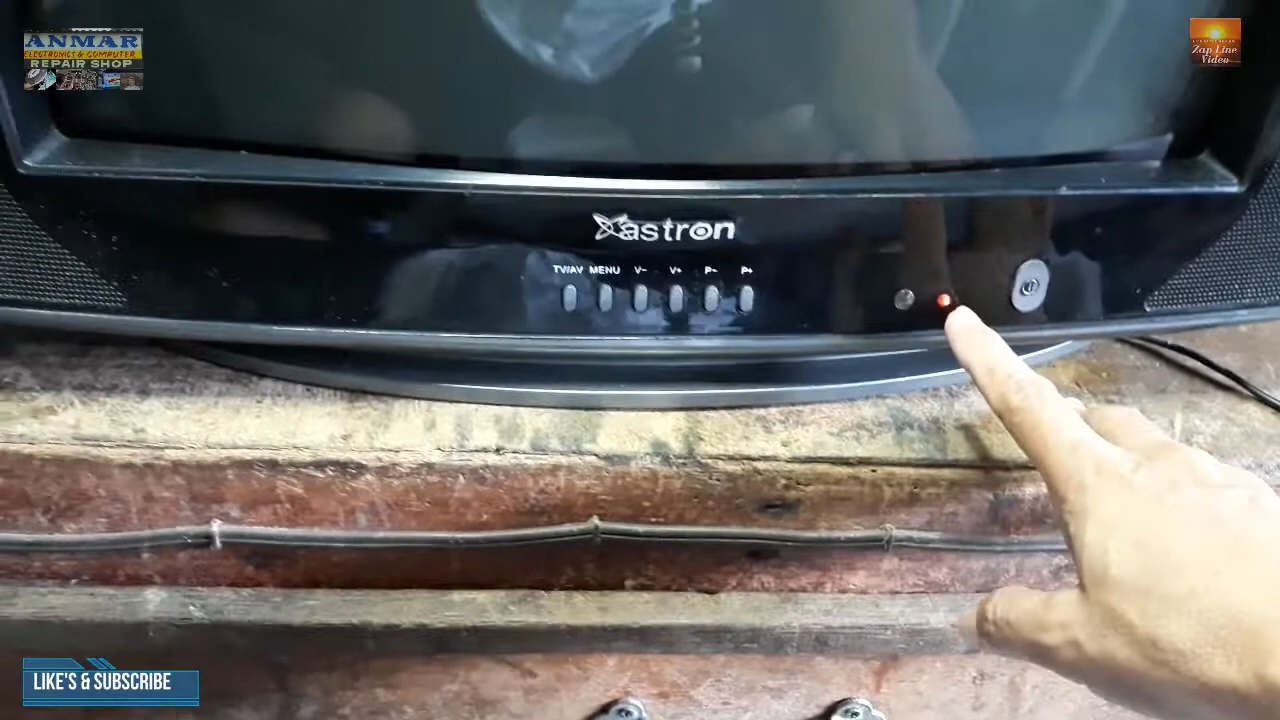 ANMAR
ELECTRONICS & COMPUTER
REPAIR SHOP
Zap Line
Video
astron
TV/AV MENU V- V+ P- P+
LIKE'S & SUBSCRIBE